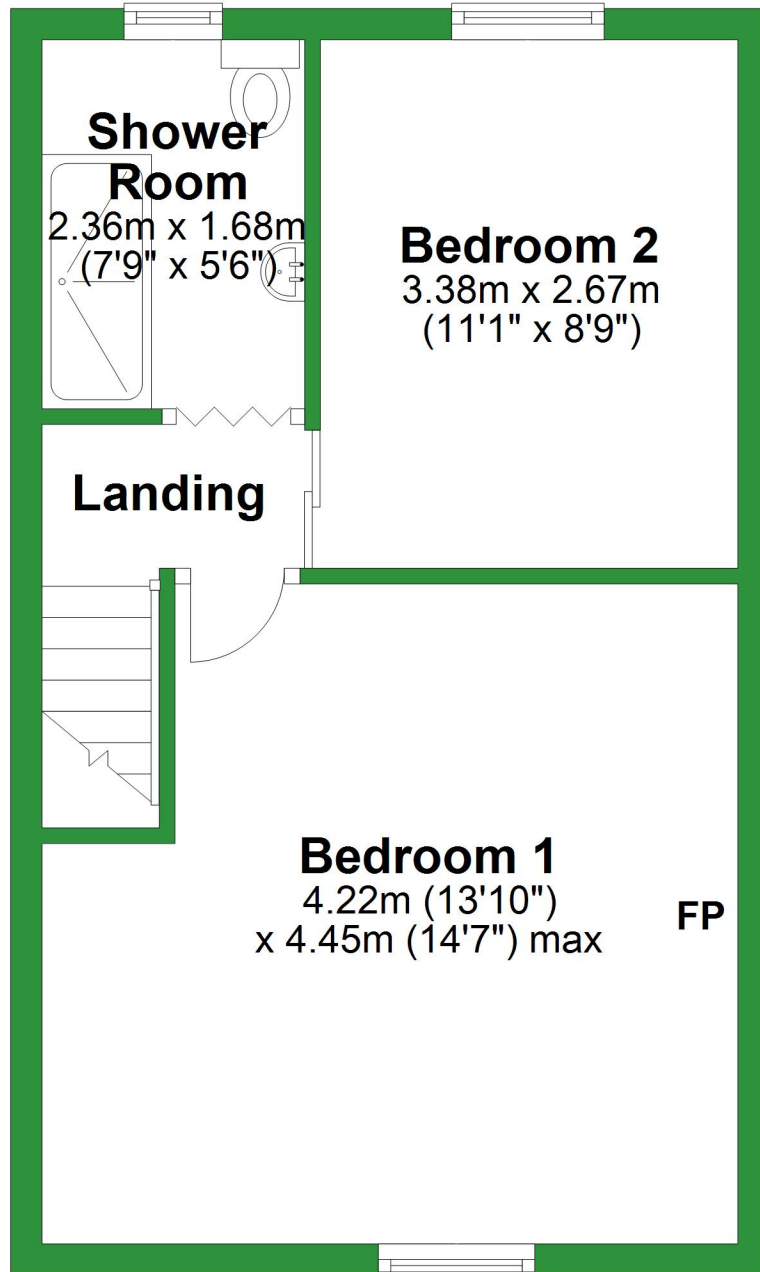 Shower
Room
2.36m x 1.68m
(7'9" x 5'6")
Bedroom 2
3.38m x 2.67m
(11'1" x 8'9")
Landing
Bedroom 1
4.22m (13'10")
x 4.45m (14'7") max
FP